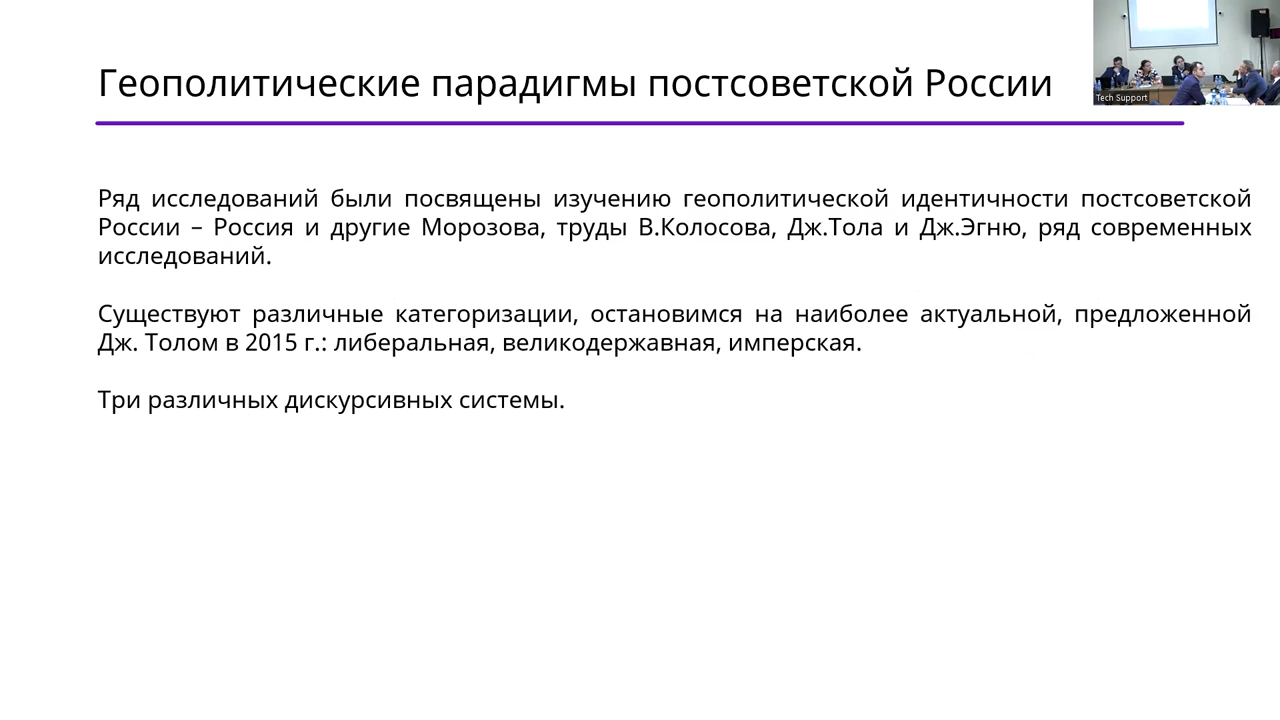 Геополитические парадигмы постсоветской России
Tech Support
Ряд исследований были посвящены изучению геополитической идентичности постсоветской
России – Россия и другие Морозова, труды В.Колосова, Дж.Тола и Дж.Эгню, ряд современных
исследований.
Существуют различные категоризации, остановимся на наиболее актуальной, предложенной
Дж. Толом в 2015 г.: либеральная, великодержавная, имперская.
Три различных дискурсивных системы.